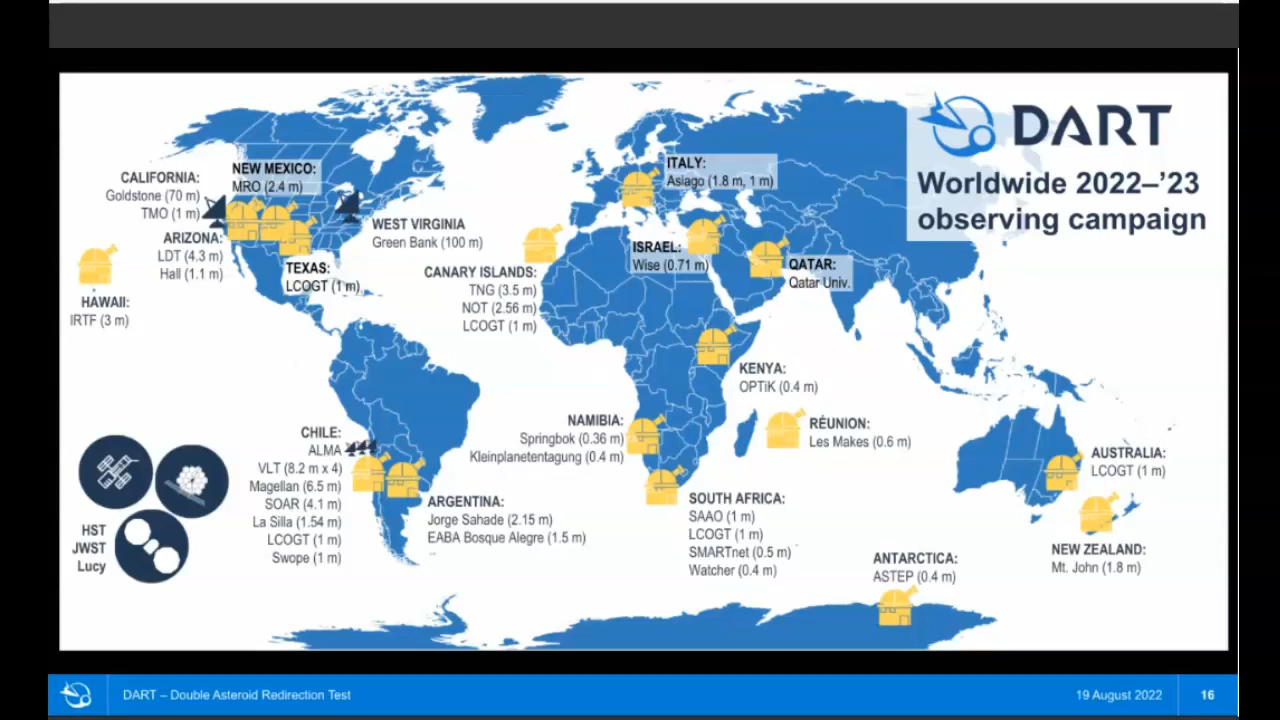 DART
Worldwide 2022–’23
observing campaign
CALIFORNIA:
Goldstone (70 m)
TMO (1 m)
NEW MEXICO:
MRO (2.4 m)
ARIZONA:
LDT (4.3 m)
Hall (1.1 m)
TEXAS:
LCOGT (1 m)
WEST VIRGINIA
Green Bank (100 m)
HAWAII:
IRTF (3 m)
CANARY ISLANDS:
TNG (3.5 m)
NOT (2.56 m)
LCOGT (1 m)
ITALY:
Asiago (1.8 m, 1 m)
ISRAEL:
Wise (0.71 m)
QATAR:
Qatar Univ.
KENYA:
OPTiK (0.4 m)
NAMIBIA:
Springbok (0.36 m)
Kleinplanetentagung (0.4 m)
RÉUNION:
Les Makes (0.6 m)
CHILE:
ALMA
VLT (8.2 m x 4)
Magellan (6.5 m)
SOAR (4.1 m)
La Silla (1.54 m)
LCOGT (1 m)
Swope (1 m)
ARGENTINA:
Jorge Sahade (2.15 m)
EABA Bosque Alegre (1.5 m)
SOUTH AFRICA:
SAAO (1 m)
LCOGT (1 m)
SMARTnet (0.5 m)
Watcher (0.4 m)
AUSTRALIA:
LCOGT (1 m)
NEW ZEALAND:
Mt. John (1.8 m)
ANTARCTICA:
ASTEP (0.4 m)
HST
JWST
Lucy
DART – Double Asteroid Redirection Test
19 August 2022
16